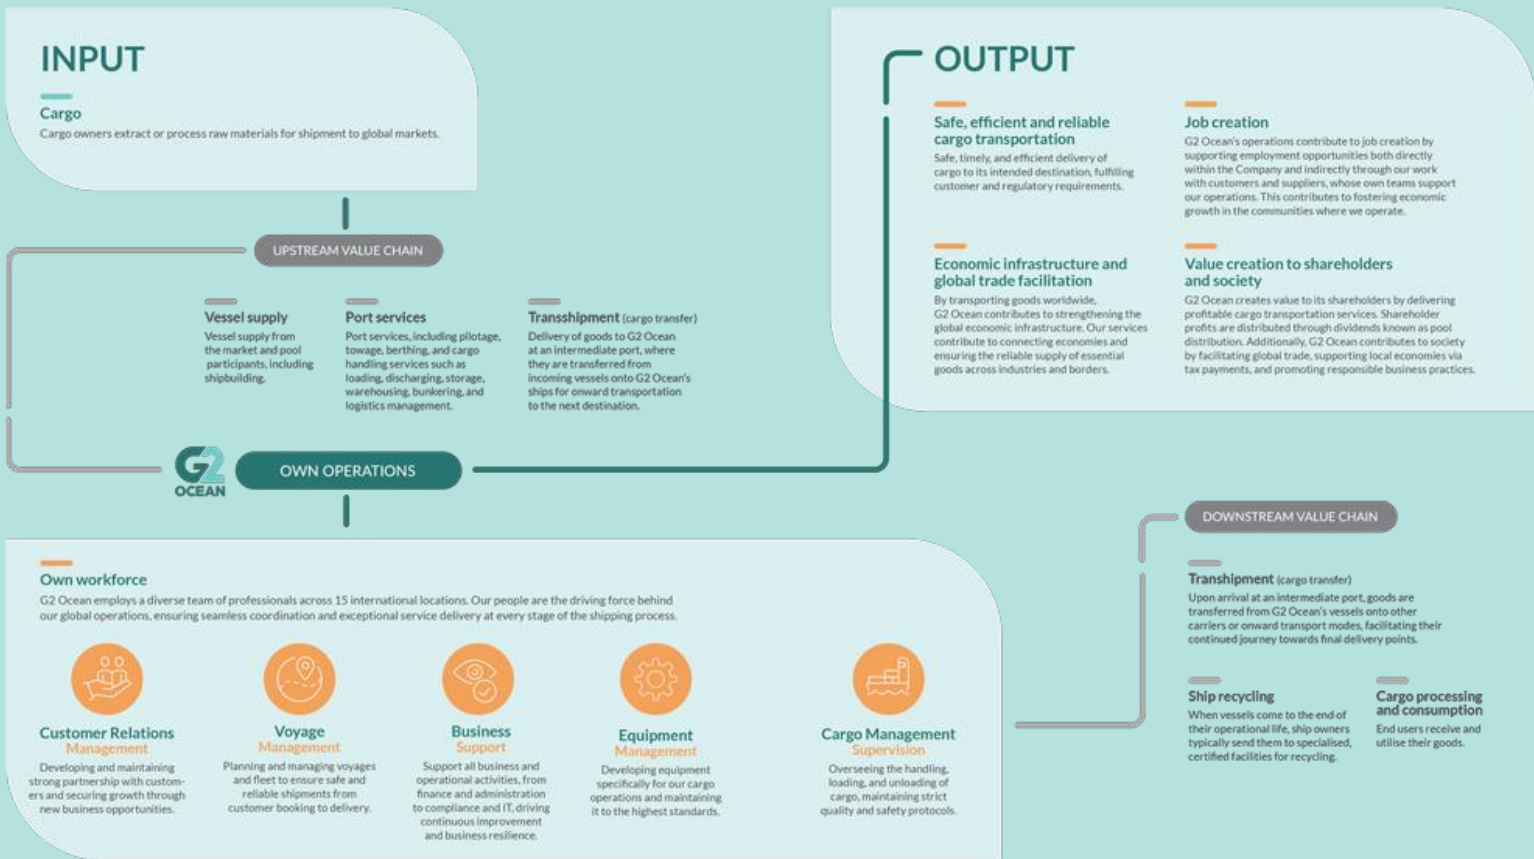 INPUT
Cargo
Cargo owners extract or process raw materials for shipment to global markets.
UPSTREAM VALUE CHAIN
Vessel supply
Vessel supply from
the market and pool
participants, including
shipbuilding.
Port services
Port services, including pilotage,
towage, berthing, and cargo
handling services such as
loading, discharging, storage,
warehousing, bunkering, and
logistics management.
Transshipment (cargo transfer)
Delivery of goods to G2 Ocean
at an intermediate port, where
they are transferred from
incoming vessels onto G2 Ocean's
ships for onward transportation
to the next destination.
G2
OCEAN
OWN OPERATIONS
OUTPUT
Safe, efficient and reliable
cargo transportation
Safe, timely, and efficient delivery of
cargo to its intended destination, fulfilling
customer and regulatory requirements.
Job creation
G2 Ocean's operations contribute to job creation by
supporting employment opportunities both directly
within the Company and indirectly through our work
with customers and suppliers, whose own teams support
our operations. This contributes to fostering economic
growth in the communities where we operate.
Economic infrastructure and
global trade facilitation
By transporting goods worldwide,
G2 Ocean contributes to strengthening the
global economic infrastructure. Our services
contribute to connecting economies and
ensuring the reliable supply of essential
goods across industries and borders.
Value creation to shareholders
and society
G2 Ocean creates value to its shareholders by delivering
profitable cargo transportation services. Shareholder
profits are distributed through dividends known as pool
distribution. Additionally, G2 Ocean contributes to society
by facilitating global trade, supporting local economies via
tax payments, and promoting responsible business practices.
Own workforce
G2 Ocean employs a diverse team of professionals across 15 international locations. Our people are the driving force behind
our global operations, ensuring seamless coordination and exceptional service delivery at every stage of the shipping process.
Customer Relations
Management
Developing and maintaining
strong partnership with custom-
ers and securing growth through
new business opportunities.
Voyage
Management
Planning and managing voyages
and fleet to ensure safe and
reliable shipments from
customer booking to delivery.
Business
Support
Support all business and
operational activities, from
finance and administration
to compliance and IT, driving
continuous improvement
and business resilience.
Equipment
Management
Developing equipment
specifically for our cargo
operations and maintaining
it to the highest standards.
Cargo Management
Supervision
Overseeing the handling,
loading, and unloading of
cargo, maintaining strict
quality and safety protocols.
DOWNSTREAM VALUE CHAIN
Transhipment (cargo transfer)
Upon arrival at an intermediate port, goods are
transferred from G2 Ocean's vessels onto other
carriers or onward transport modes, facilitating their
continued journey towards final delivery points.
Ship recycling
When vessels come to the end of
their operational life, ship owners
typically send them to specialised,
certified facilities for recycling.
Cargo processing
and consumption
End users receive and
utilise their goods.